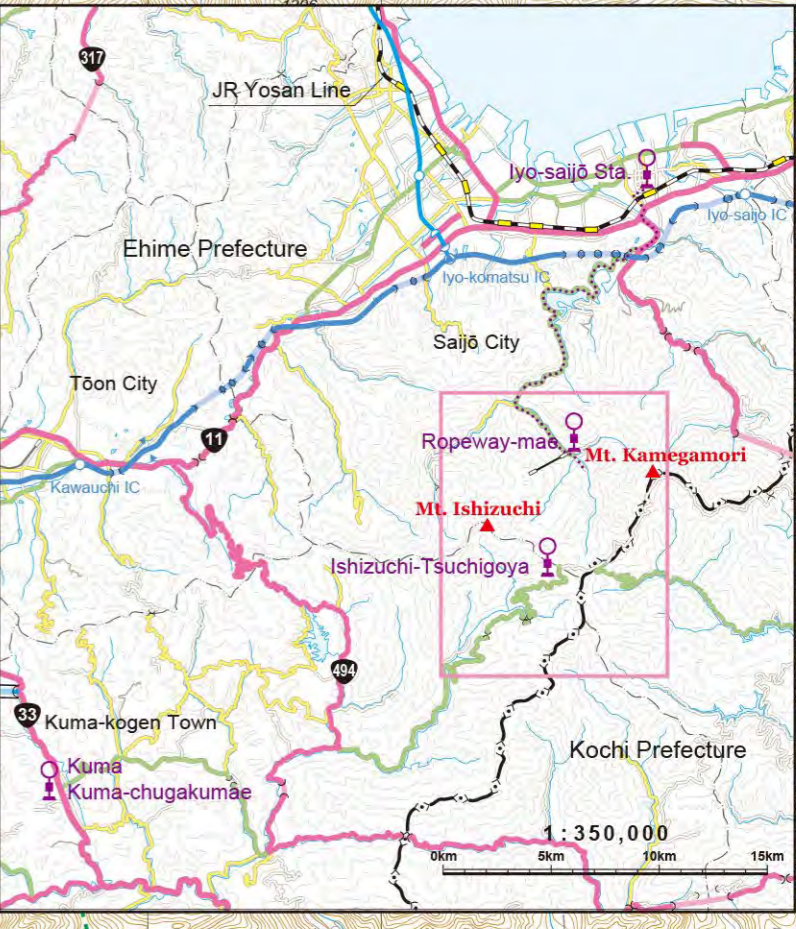 317
JR Yosan Line
Iyo-saijō Sta.
Iyo-saijo IC
Ehime Prefecture
Iyo-komatsu IC
Saijō City
Tōon City
11
Ropeway-mae
Mt. Kamegamori
Kawauchi IC
Mt. Ishizuchi
Ishizuchi-Tsuchigoya
494
33
Kuma-kogen Town
Kochi Prefecture
Kuma
Kuma-chugakumae
1:350,000
0km 5km 10km 15km